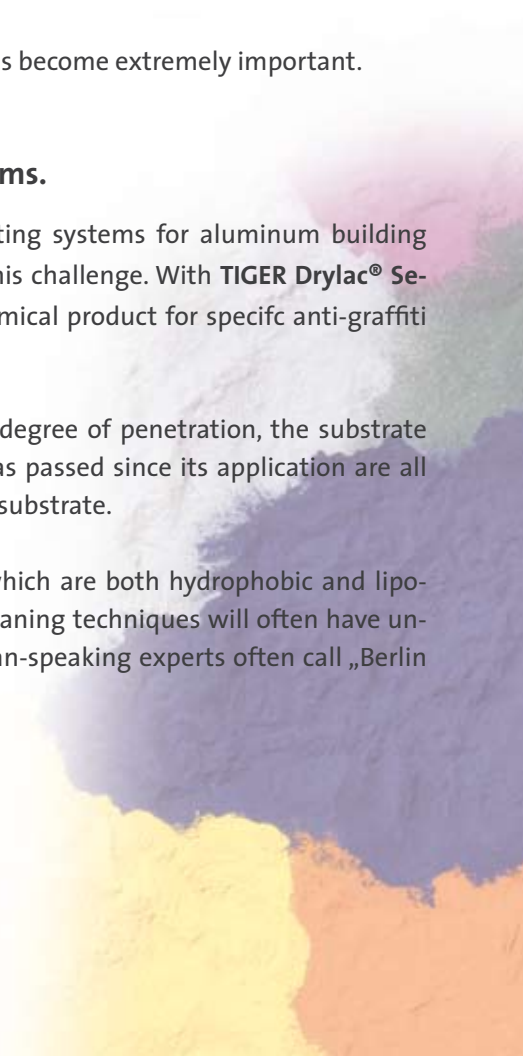 s become extremely important.
ms.
ting systems for aluminum building
his challenge. With TIGER Drylac® Se-
mical product for specifc anti-graffiti
degree of penetration, the substrate
as passed since its application are all
substrate.
which are both hydrophobic and lipo-
aning techniques will often have un-
an-speaking experts often call „Berlin